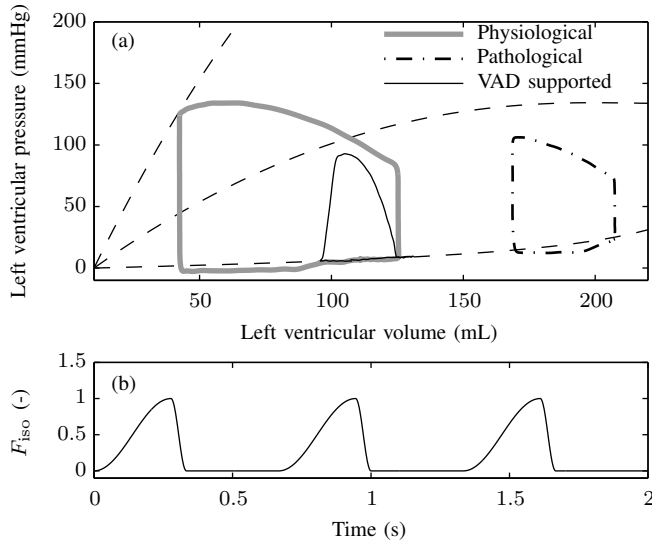 200
150
100
50
0
Left ventricular pressure (mmHg)
(a)
Physiological
Pathological
VAD supported
50
100
150
200
Left ventricular volume (mL)
1.5
1
0.5
0
F_iso (-)
(b)
0
0.5
1
1.5
2
Time (s)